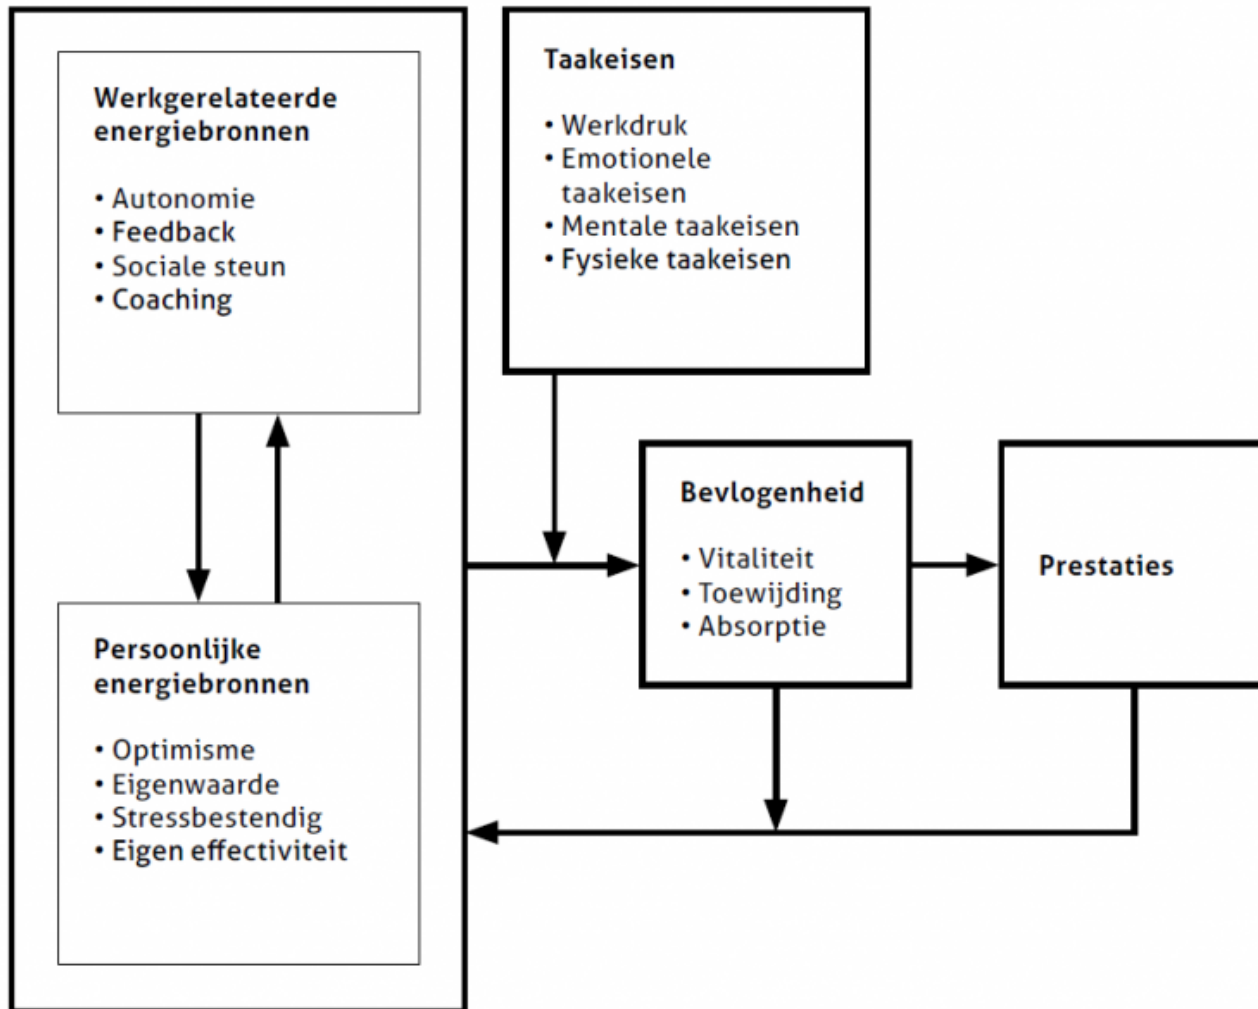 Werkgerelateerde
energiebronnen
• Autonomie
• Feedback
• Sociale steun
• Coaching
Persoonlijke
energiebronnen
• Optimisme
• Eigenwaarde
• Stressbestendig
• Eigen effectiviteit
Taakeisen
• Werkdruk
• Emotionele
taakeisen
• Mentale taakeisen
• Fysieke taakeisen
Bevlogenheid
• Vitaliteit
• Toewijding
• Absorptie
Prestaties